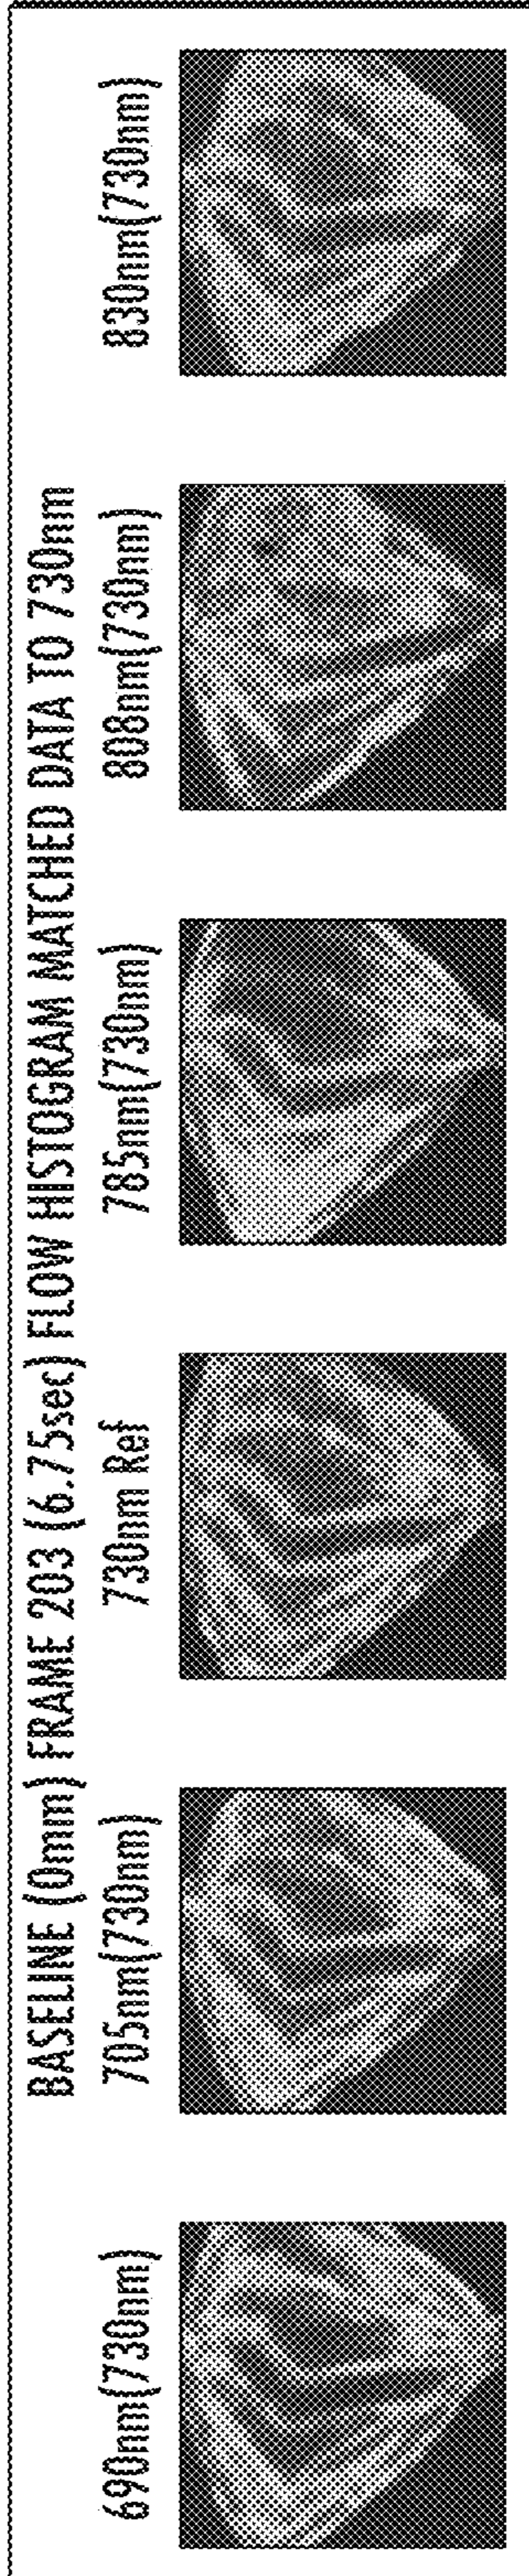 BASELINE (0mm) FRAME 203 (6.75sec) FLOW HISTOGRAM MATCHED DATA TO 730nm
690nm(730nm)
705nm(730nm)
730nm Ref
785nm(730nm)
808nm(730nm)
830nm(730nm)